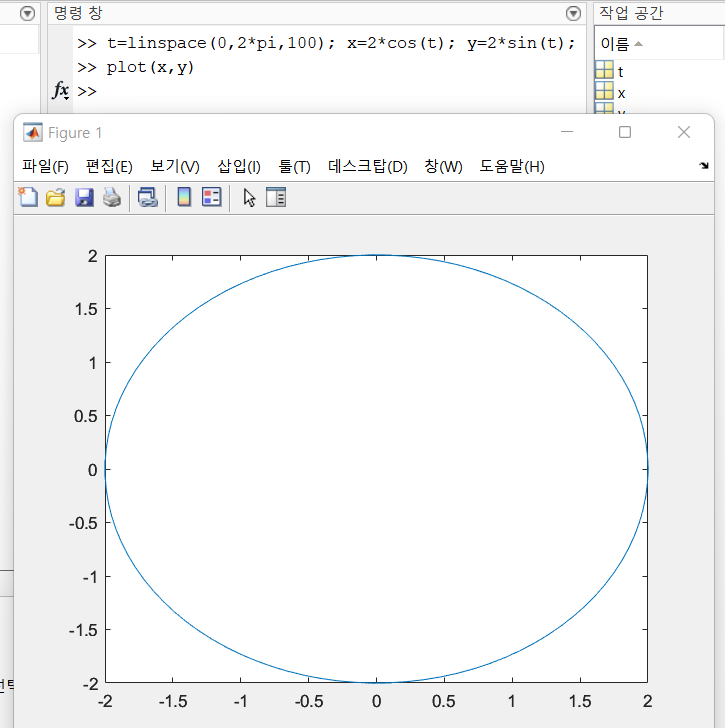 명령 창
작업 공간
>> t=linspace(0,2*pi,100); x=2*cos(t); y=2*sin(t);
>> plot(x,y)
fx >>
이름
t
x
Figure 1
파일(F) 편집(E) 보기(V) 삽입(I) 툴(T) 데스크탑(D) 창(W) 도움말(H)
2
1.5
1
0.5
0
-0.5
-1
-1.5
-2
-2 -1.5 -1 -0.5 0 0.5 1 1.5 2